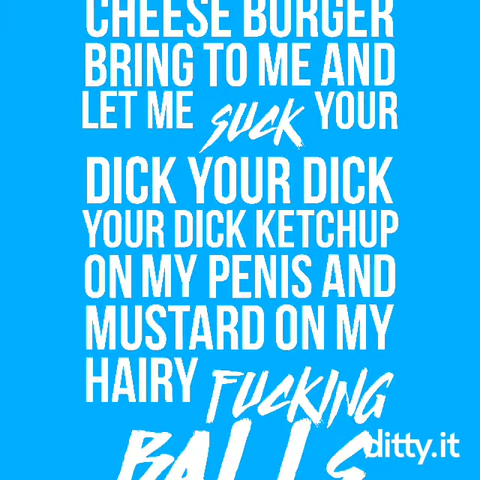 CHEESE BURGER
BRING TO ME AND
LET ME SUCK YOUR
DICK YOUR DICK
YOUR DICK KETCHUP
ON MY PENIS AND
MUSTARD ON MY
HAIRY FUCKING
BALLS
ditty.it